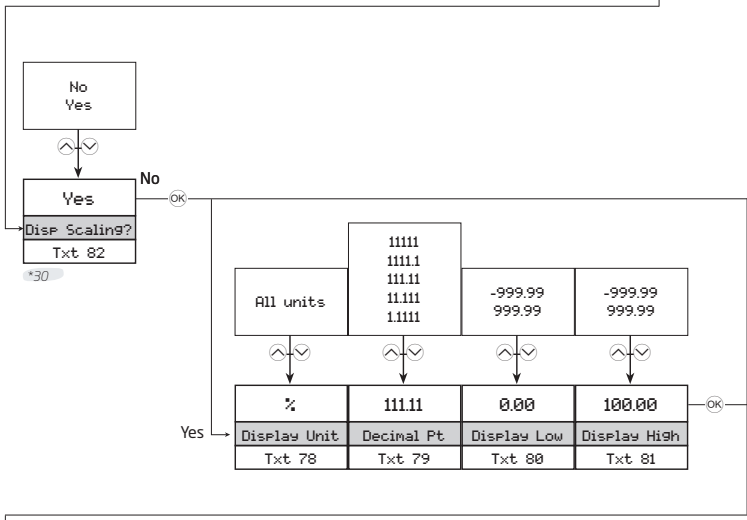 No
Yes
No
Yes
OK
Disp Scaling?
Txt 82
*30
All units
11111
1111.1
111.11
11.111
1.1111
-999.99
999.99
-999.99
999.99
% 111.11 0.00 100.00 OK
Yes Display Unit Decimal Pt Display Low Display High
Txt 78 Txt 79 Txt 80 Txt 81